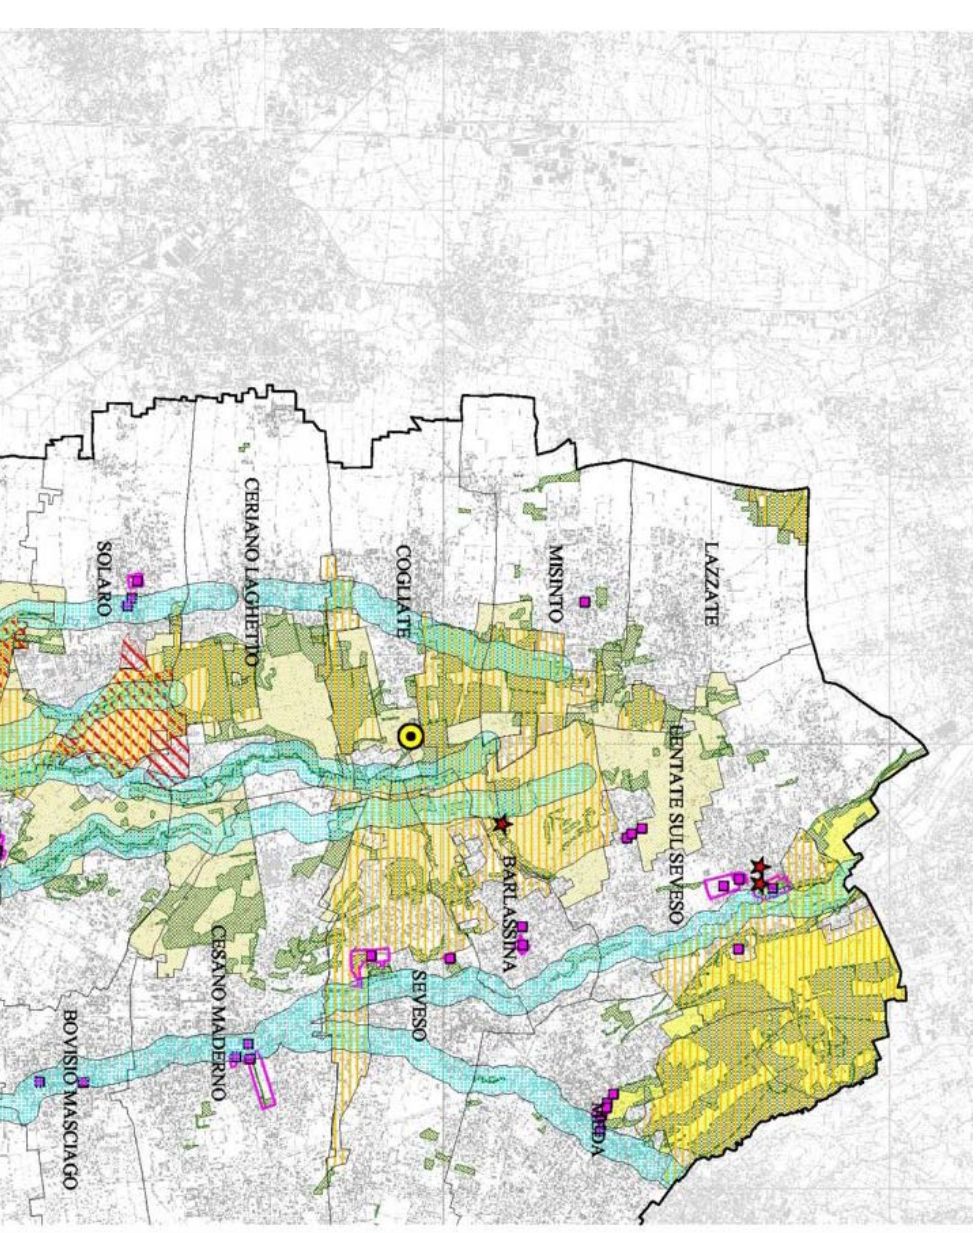 LAZZATE
MISINTO
COGLIATE
CERIANO LAGHETTO
SOLARO
LENTATE SUL SEVESO
BARLASSINA
SEVESO
CESANO MADERNO
BOVISIO MASCIAGO
MEDA